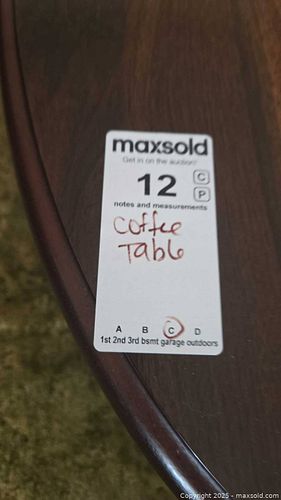 maxsold
Get in on the auction!
12
C
P
notes and measurements
Coffee
Table
A B C D
1st 2nd 3rd bsmt garage outdoors
Copyright 2025 - maxsold.com